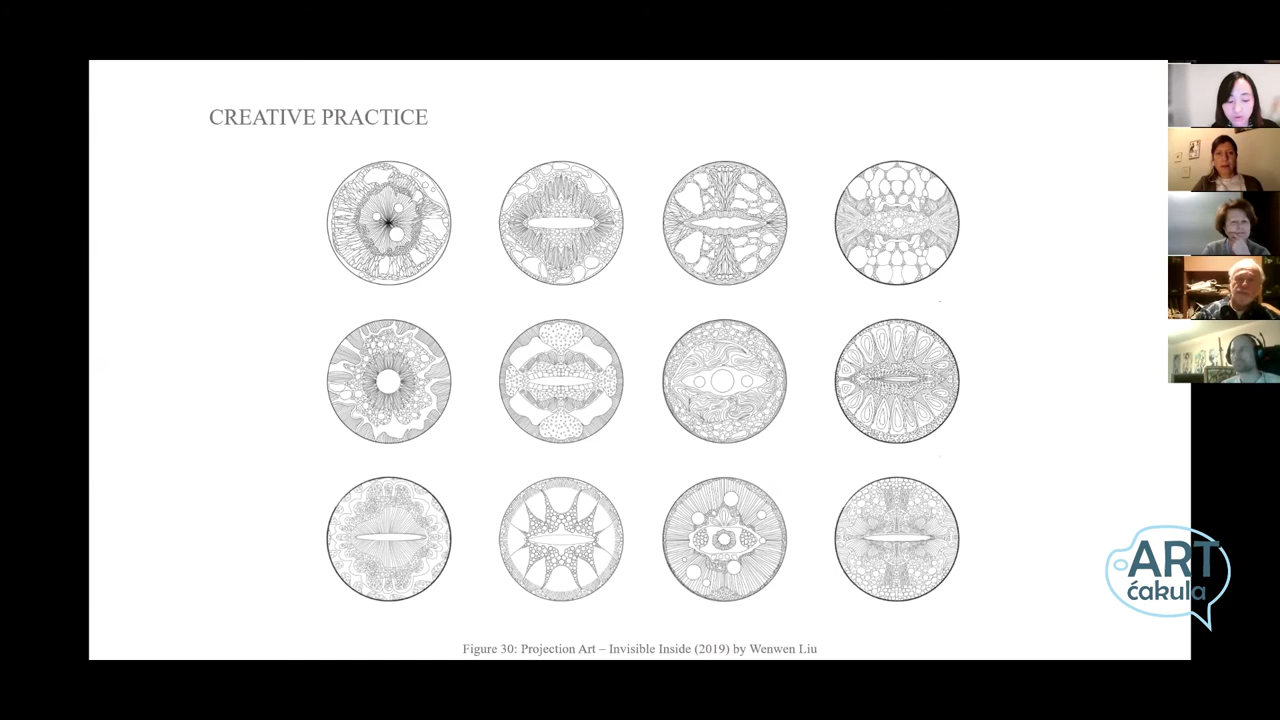 CREATIVE PRACTICE
ART
ćakula
Figure 30: Projection Art – Invisible Inside (2019) by Wenwen Liu